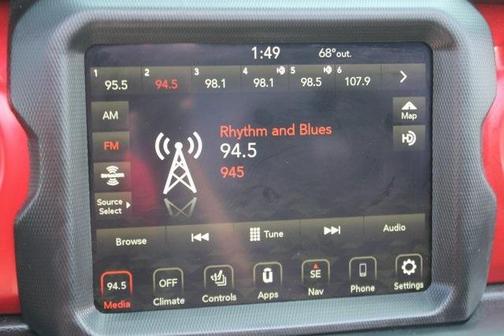 1:49 68° out.
1 2 3 4 5 6
95.5 94.5 98.1 98.1 98.5 107.9
AM
Map
FM
Rhythm and Blues
94.5
HD
945
Source
Select
Browse
Tune
Audio
94.5 OFF SE
Media Climate Controls Apps Nav Phone Settings